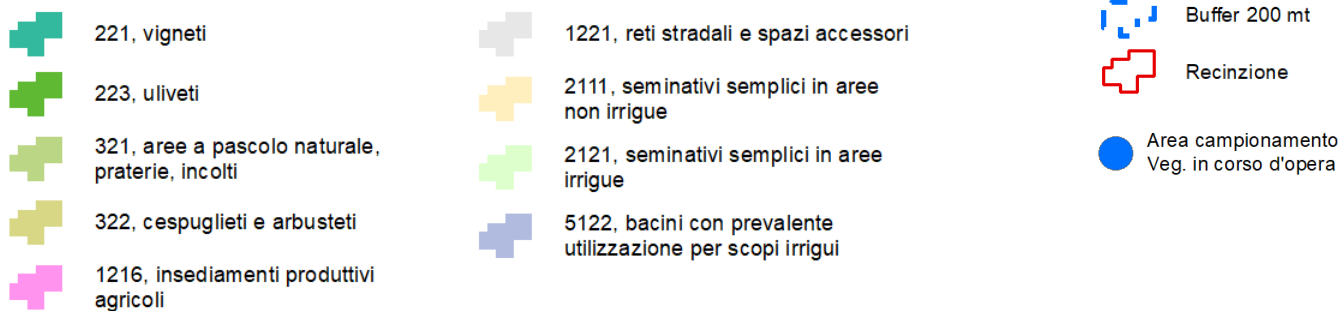 221, vigneti
223, uliveti
321, aree a pascolo naturale,
praterie, incolti
322, cespuglieti e arbusteti
1216, insediamenti produttivi
agricoli
1221, reti stradali e spazi accessori
2111, seminativi semplici in aree
non irrigue
2121, seminativi semplici in aree
irrigue
5122, bacini con prevalente
utilizzazione per scopi irrigui
Buffer 200 mt
Recinzione
Area campionamento
Veg. in corso d'opera